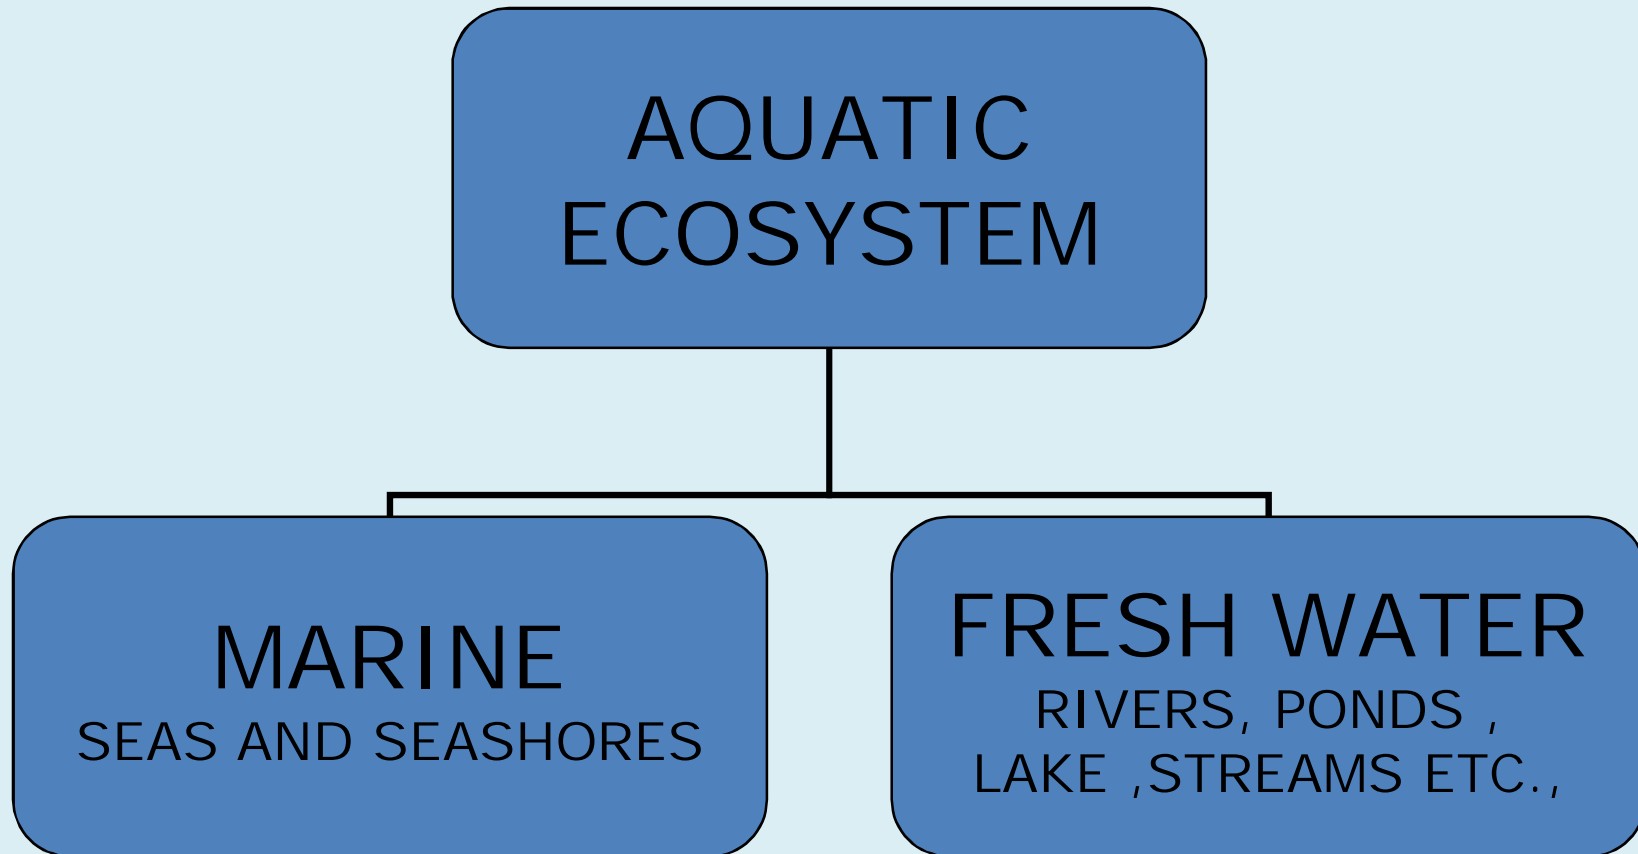 AQUATIC
ECOSYSTEM
MARINE
SEAS AND SEASHORES
FRESH WATER
RIVERS, PONDS ,
LAKE ,STREAMS ETC.,